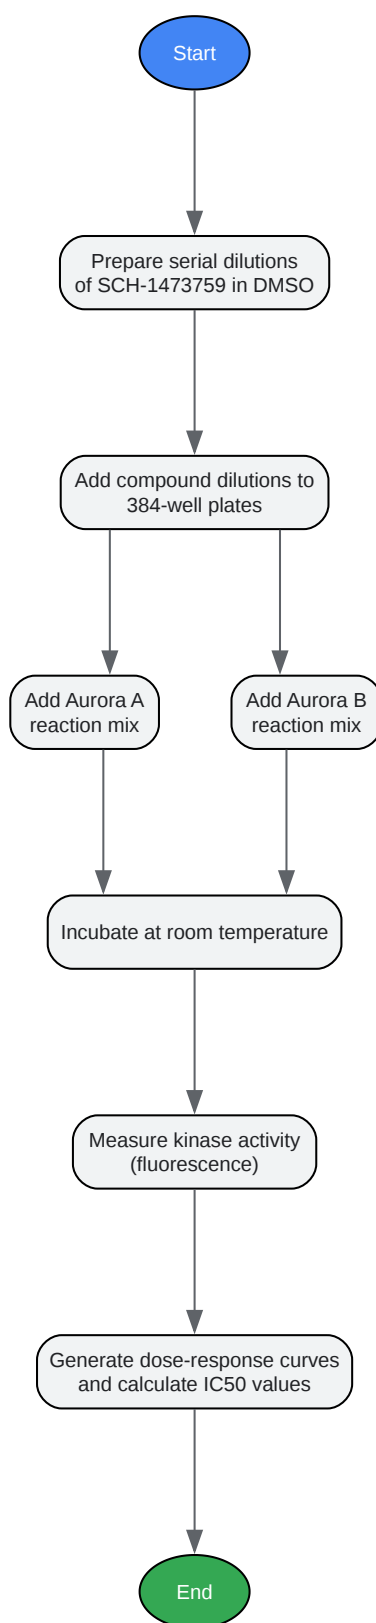 Start
Prepare serial dilutions
of SCH-1473759 in DMSO
Add compound dilutions to
384-well plates
Add Aurora A
reaction mix
Add Aurora B
reaction mix
Incubate at room temperature
Measure kinase activity
(fluorescence)
Generate dose-response curves
and calculate IC50 values
End